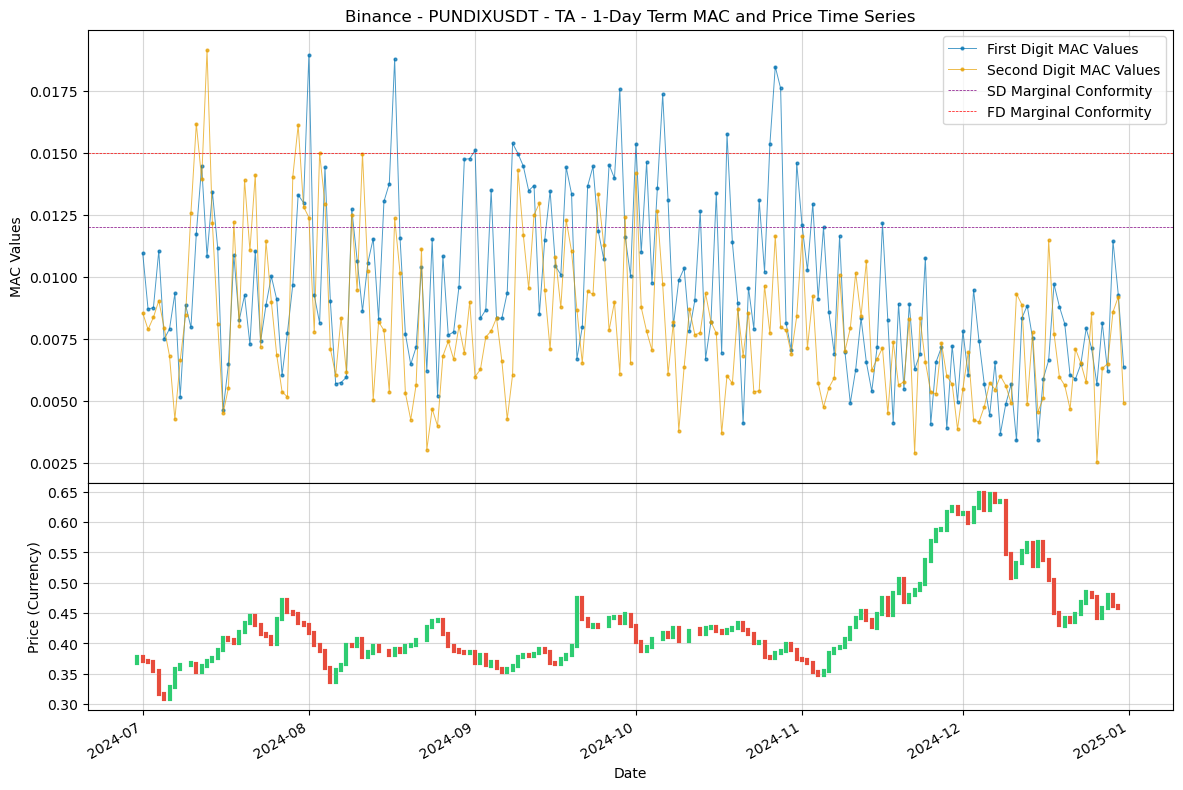 Binance - PUNDIXUSDT - TA - 1-Day Term MAC and Price Time Series
First Digit MAC Values
Second Digit MAC Values
SD Marginal Conformity
FD Marginal Conformity
MAC Values
0.0175
0.0150
0.0125
0.0100
0.0075
0.0050
0.0025
Price (Currency)
0.65
0.60
0.55
0.50
0.45
0.40
0.35
0.30
2024-07
2024-08
2024-09
2024-10
2024-11
2024-12
2025-01
Date